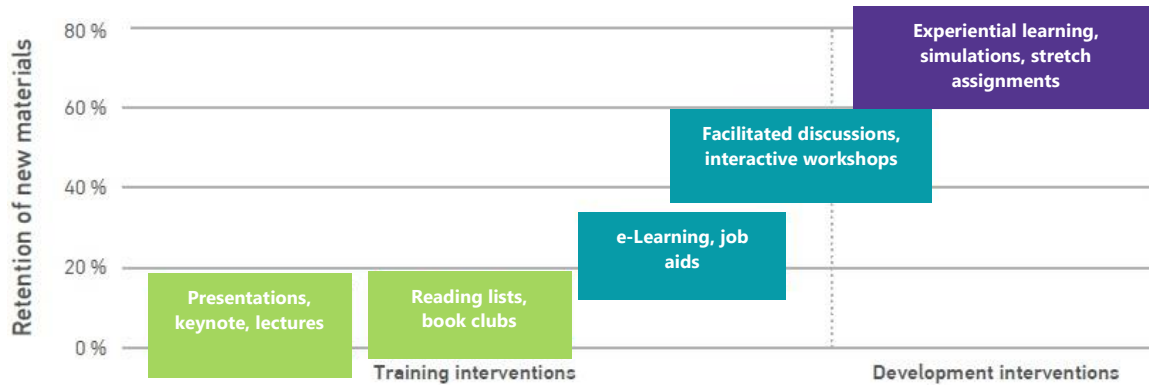 Retention of new materials
80 %
60 %
40 %
20 %
0 %
Experiential learning,
simulations, stretch
assignments
Facilitated discussions,
interactive workshops
e-Learning, job
aids
Presentations,
keynote, lectures
Reading lists,
book clubs
Training interventions
Development interventions